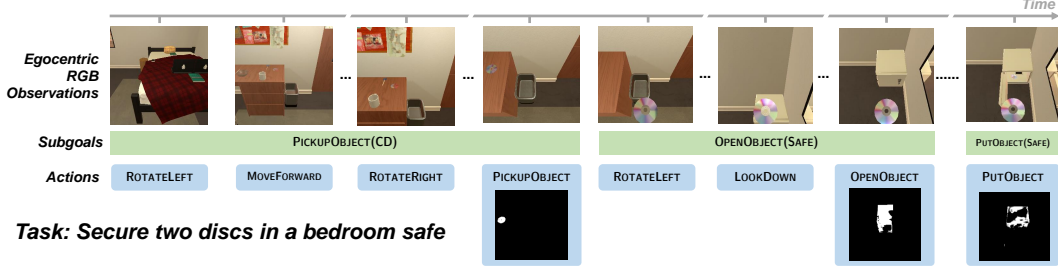 Time
Egocentric
RGB
Observations
... ... ... ... ......
Subgoals PICKUPOBJECT(CD) OPENOBJECT(SAFE) PUTOBJECT(SAFE)
Actions ROTATELEFT MOVEFORWARD ROTATERIGHT PICKUPOBJECT ROTATELEFT LOOKDOWN OPENOBJECT PUTOBJECT
Task: Secure two discs in a bedroom safe